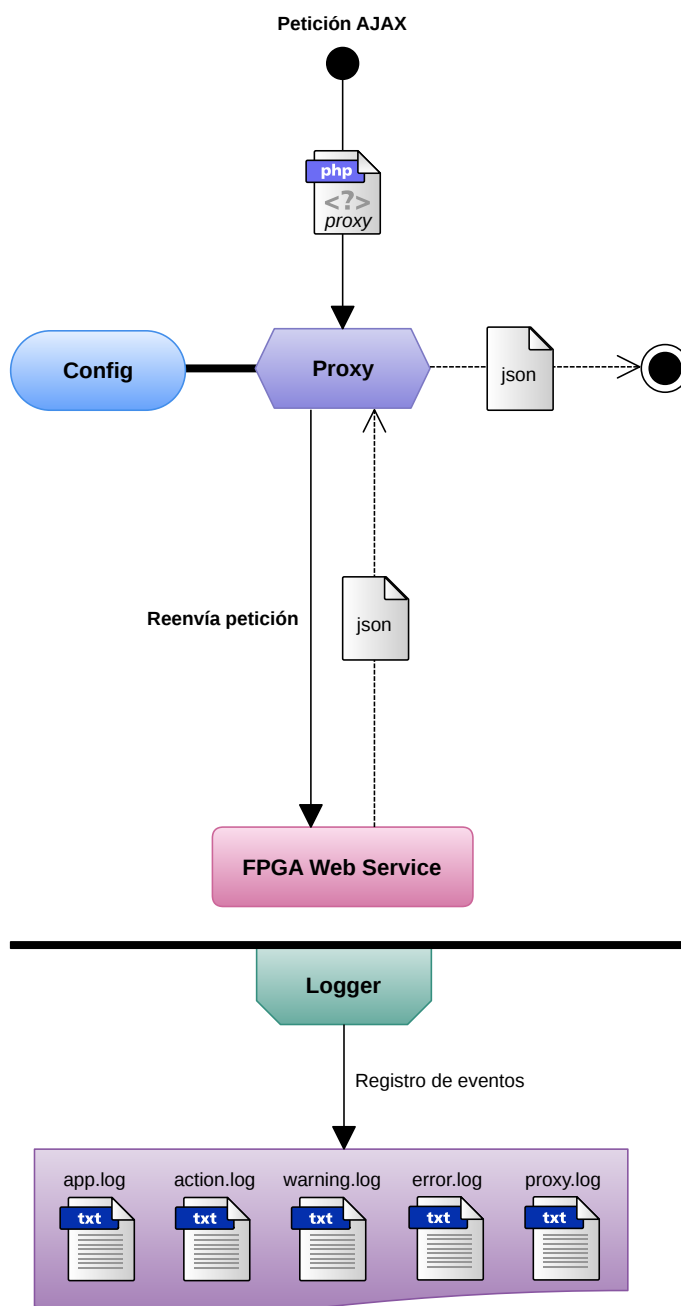 Petición AJAX
php
<?>
proxy
Config
Proxy
json
Reenvía petición
json
FPGA Web Service
Logger
Registro de eventos
app.log action.log warning.log error.log proxy.log
txt txt txt txt txt